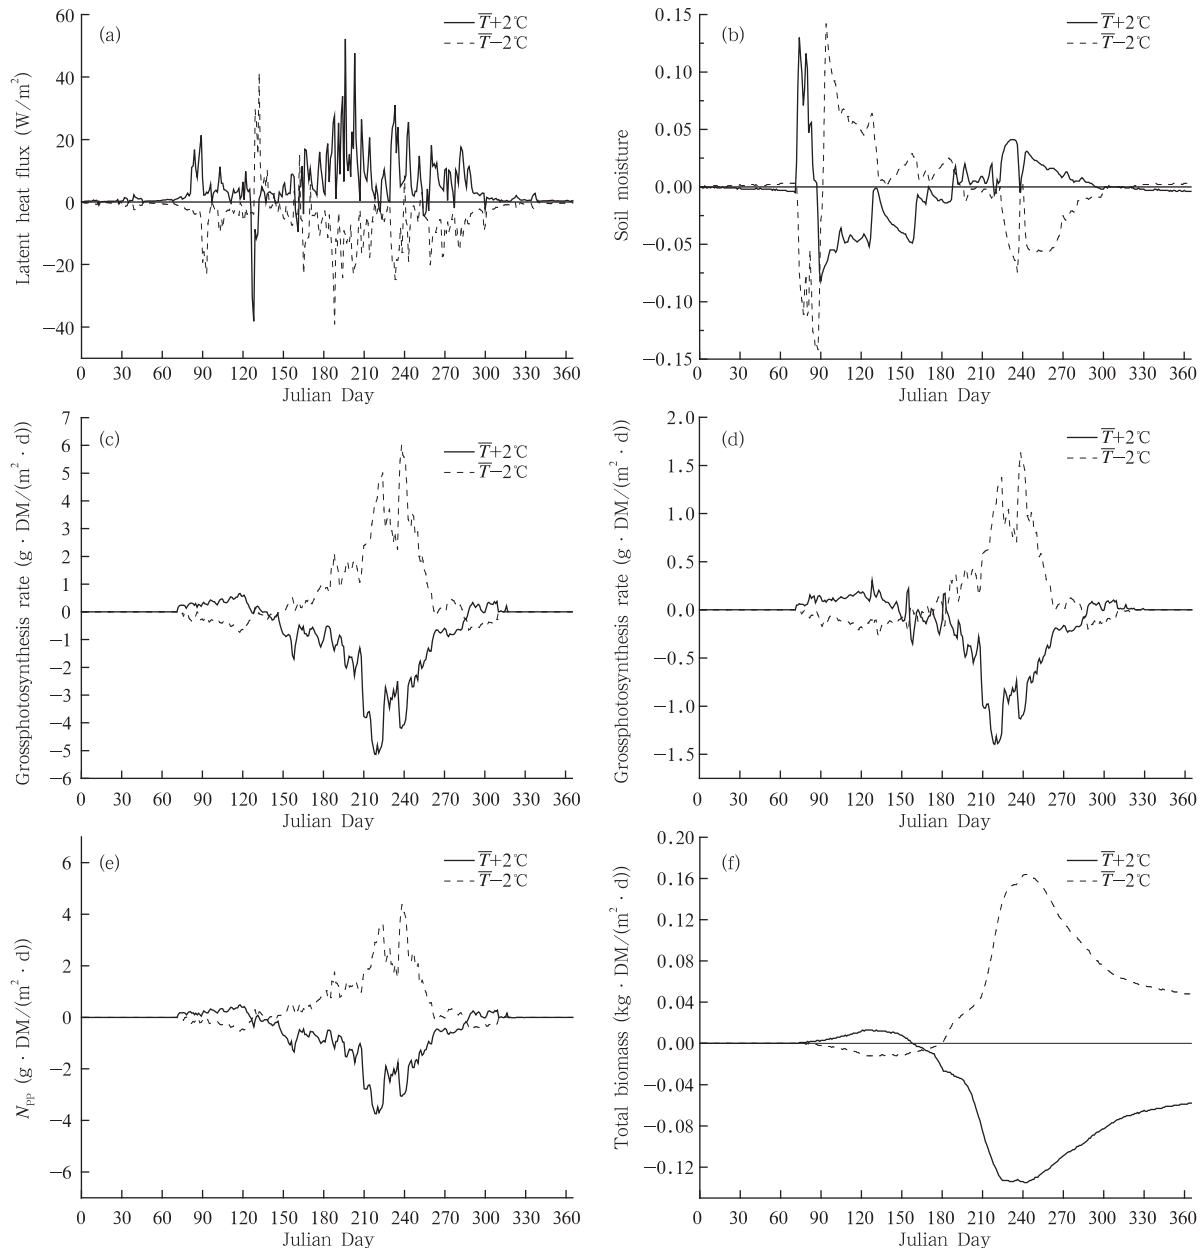 (a)
T̅+2℃
T̅−2℃
Latent heat flux (W/m²)
60
40
20
0
−20
−40
0 30 60 90 120 150 180 210 240 270 300 330 360
Julian Day
(b)
T̅+2℃
T̅−2℃
Soil moisture
0.15
0.10
0.05
0.00
−0.05
−0.10
−0.15
0 30 60 90 120 150 180 210 240 270 300 330 360
Julian Day
(c)
T̅+2℃
T̅−2℃
Grossphotosynthesis rate (g · DM/(m² · d))
7
6
5
4
3
2
1
0
−1
−2
−3
−4
−5
−6
0 30 60 90 120 150 180 210 240 270 300 330 360
Julian Day
(d)
T̅+2℃
T̅−2℃
Grossphotosynthesis rate (g · DM/(m² · d))
2.0
1.5
1.0
0.5
0.0
−0.5
−1.0
−1.5
0 30 60 90 120 150 180 210 240 270 300 330 360
Julian Day
(e)
T̅+2℃
T̅−2℃
N_PP (g · DM/(m² · d))
6
4
2
0
−2
−4
−6
0 30 60 90 120 150 180 210 240 270 300 330 360
Julian Day
(f)
T̅+2℃
T̅−2℃
Total biomass (kg · DM/(m² · d))
0.20
0.16
0.12
0.08
0.04
0.00
−0.04
−0.08
−0.12
0 30 60 90 120 150 180 210 240 270 300 330 360
Julian Day